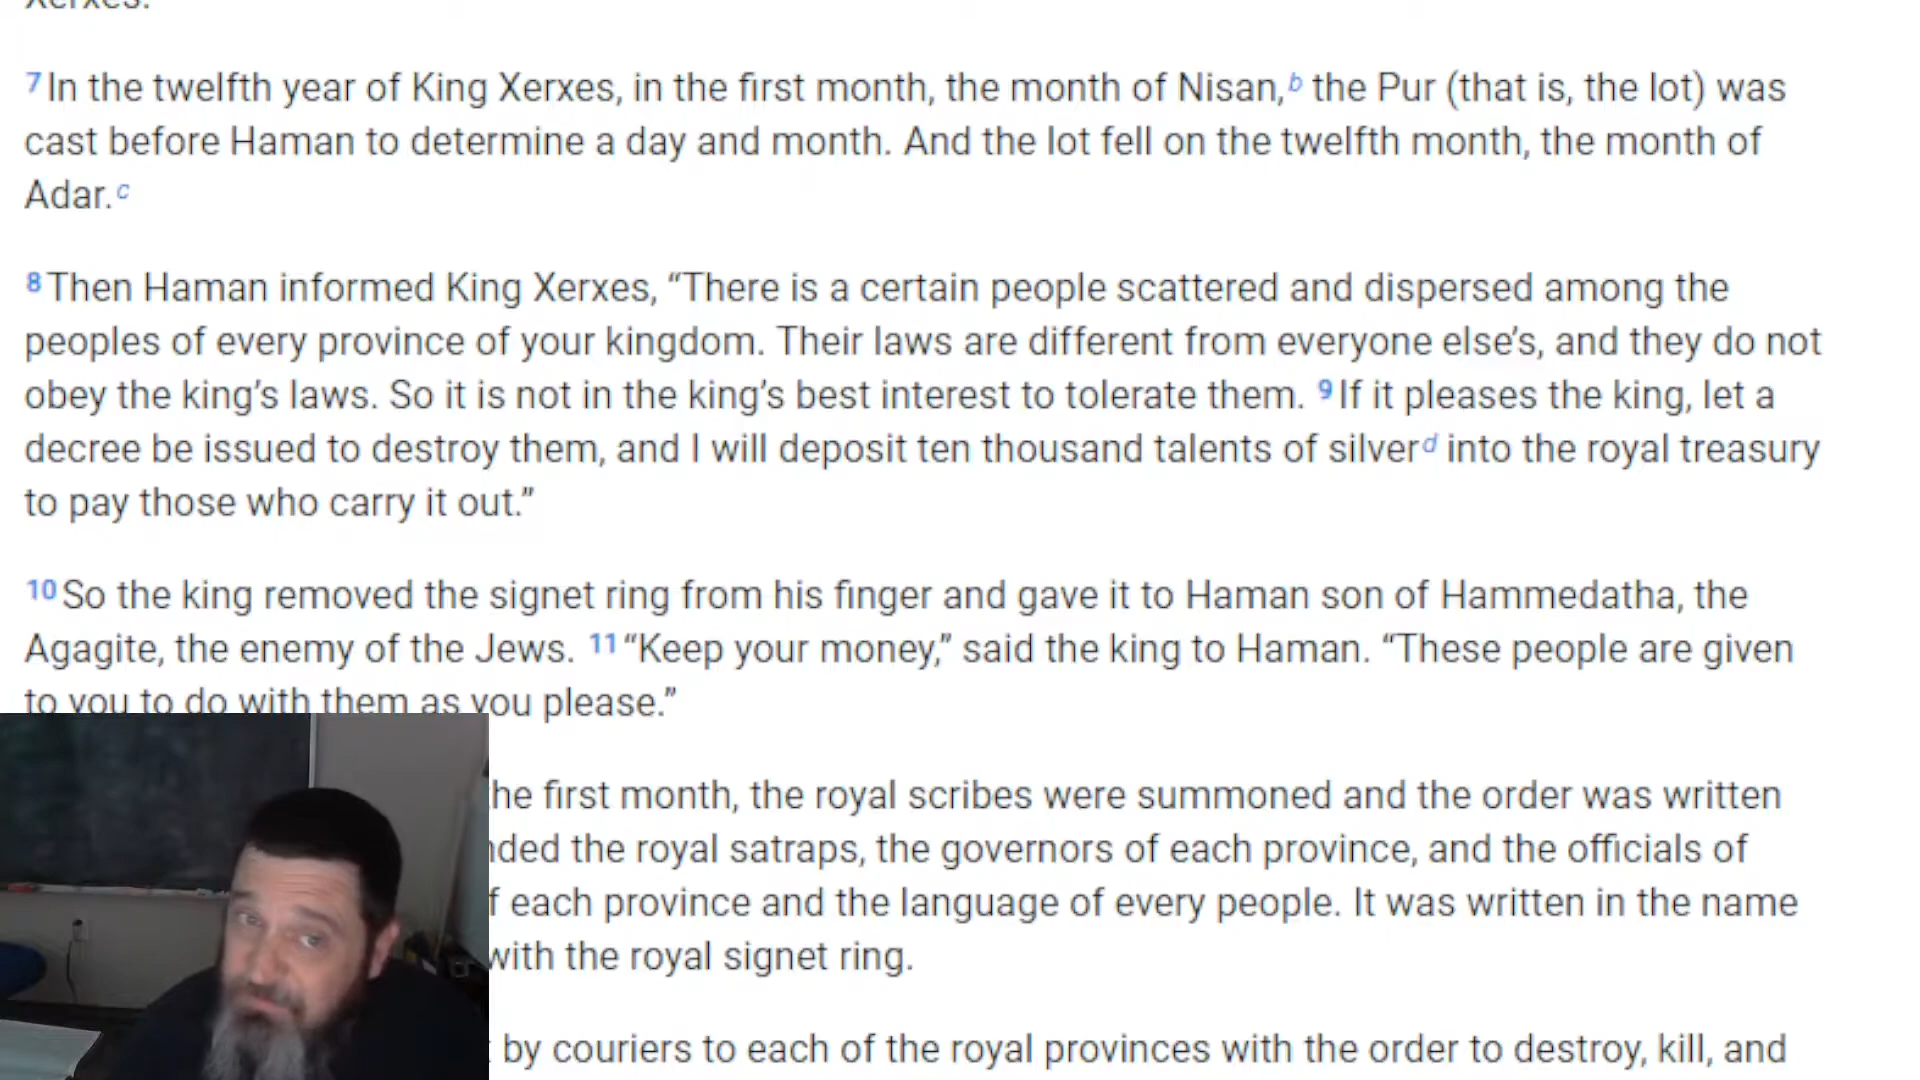 Xerxes.
7 In the twelfth year of King Xerxes, in the first month, the month of Nisan,b the Pur (that is, the lot) was
cast before Haman to determine a day and month. And the lot fell on the twelfth month, the month of
Adar.c
8 Then Haman informed King Xerxes, “There is a certain people scattered and dispersed among the
peoples of every province of your kingdom. Their laws are different from everyone else’s, and they do not
obey the king’s laws. So it is not in the king’s best interest to tolerate them. 9 If it pleases the king, let a
decree be issued to destroy them, and I will deposit ten thousand talents of silverd into the royal treasury
to pay those who carry it out.”
10 So the king removed the signet ring from his finger and gave it to Haman son of Hammedatha, the
Agagite, the enemy of the Jews. 11 “Keep your money,” said the king to Haman. “These people are given
to you to do with them as you please.”
he first month, the royal scribes were summoned and the order was written
nded the royal satraps, the governors of each province, and the officials of
f each province and the language of every people. It was written in the name
with the royal signet ring.
by couriers to each of the royal provinces with the order to destroy, kill, and